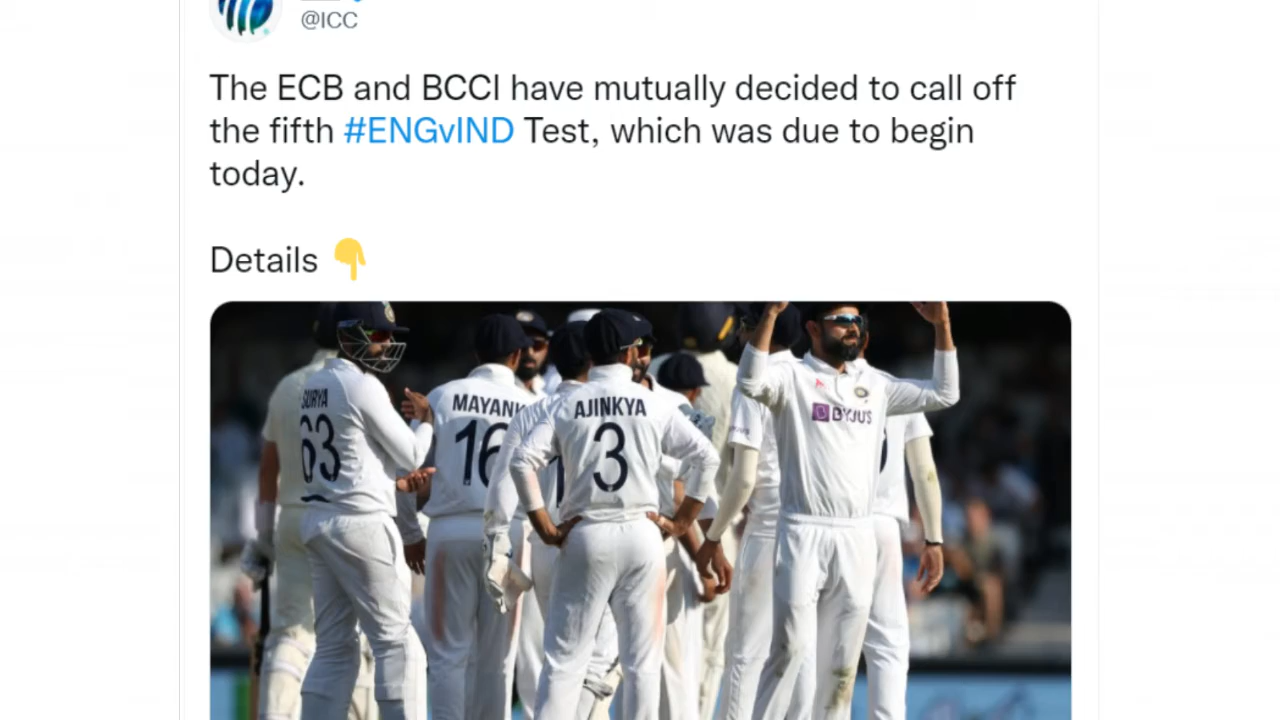 @ICC
The ECB and BCCI have mutually decided to call off
the fifth #ENGvIND Test, which was due to begin
today.
Details 👇
SURYA
63
MAYANK
16
AJINKYA
3
BYJU'S